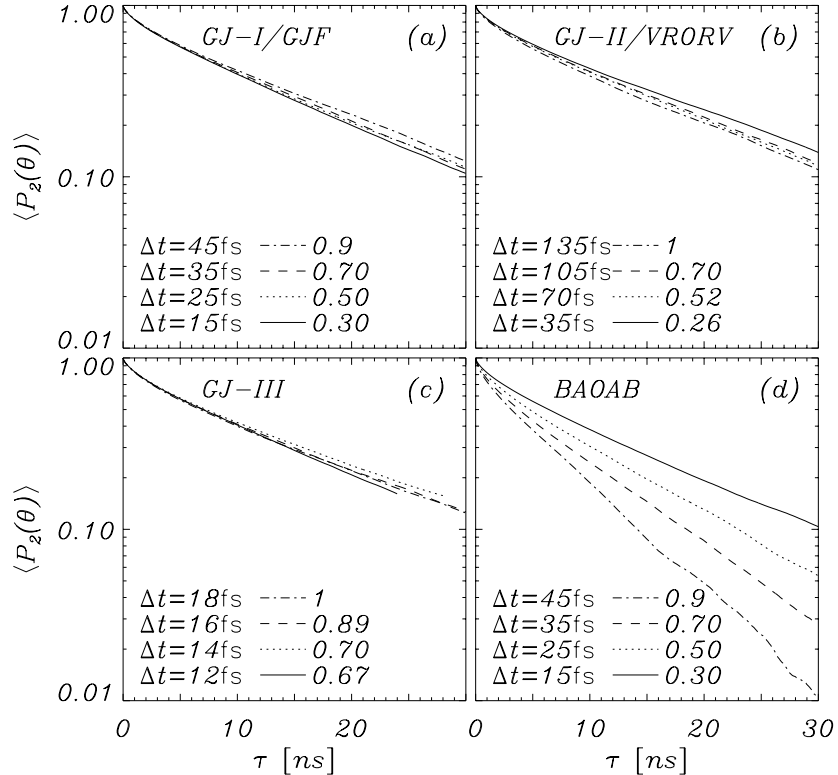 GJ-I/GJF (a)
1.00
0.10
0.01
⟨P₂(θ)⟩
Δt=45fs 0.9
Δt=35fs 0.70
Δt=25fs 0.50
Δt=15fs 0.30
GJ-II/VRORV (b)
Δt=135fs 1
Δt=105fs 0.70
Δt=70fs 0.52
Δt=35fs 0.26
GJ-III (c)
1.00
0.10
0.01
⟨P₂(θ)⟩
Δt=18fs 1
Δt=16fs 0.89
Δt=14fs 0.70
Δt=12fs 0.67
0 10 20
τ [ns]
BAOAB (d)
Δt=45fs 0.9
Δt=35fs 0.70
Δt=25fs 0.50
Δt=15fs 0.30
0 10 20 30
τ [ns]